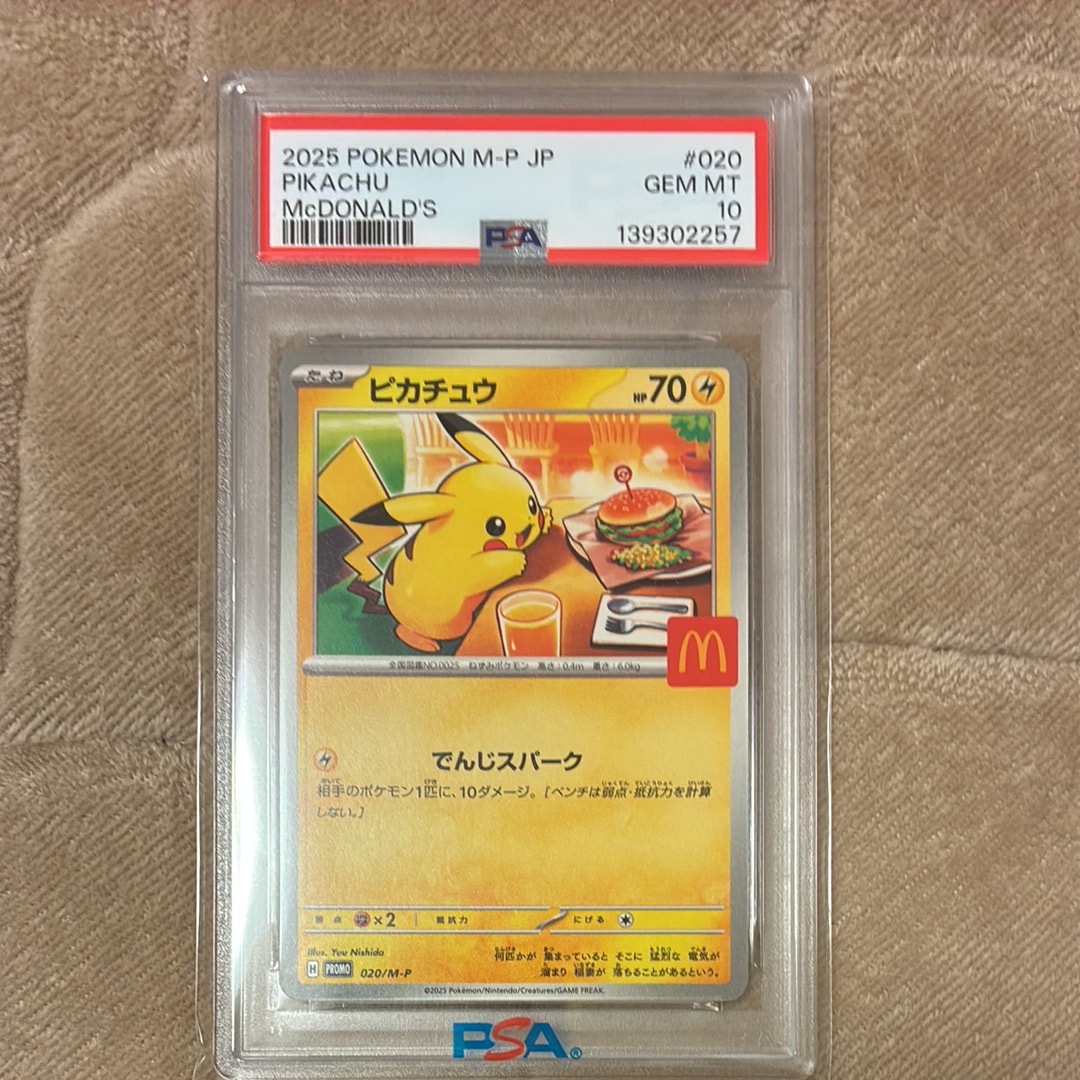 2025 POKEMON M-P JP #020
PIKACHU GEM MT
McDONALD'S 10
PSA 139302257
たね ピカチュウ HP70
全国図鑑NO.0025 ねずみポケモン 高さ:0.4m 重さ:6.0kg
でんじスパーク
相手のポケモン1匹に、10ダメージ。[ベンチは弱点・抵抗力を計算
しない。]
弱点 ×2 抵抗力 にげる
Illus. Yuu Nishida
H PROMO 020/M-P
何匹かが 集まっていると そこに 猛烈な 電気が
溜まり 稲妻が 落ちることがあるという。
©2025 Pokémon/Nintendo/Creatures/GAME FREAK.
PSA®